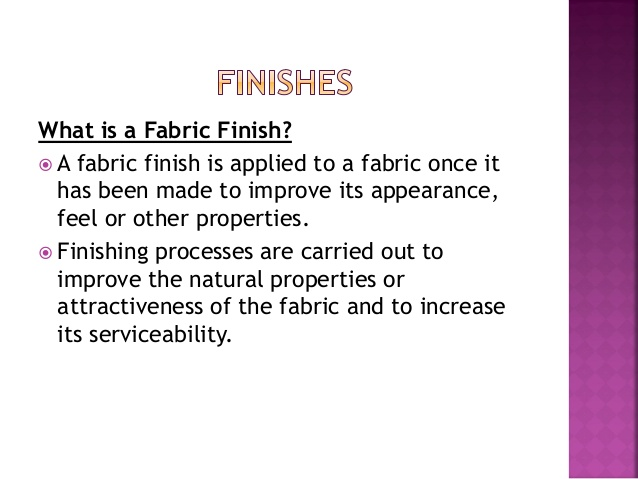 FINISHES
What is a Fabric Finish?
A fabric finish is applied to a fabric once it
has been made to improve its appearance,
feel or other properties.
Finishing processes are carried out to
improve the natural properties or
attractiveness of the fabric and to increase
its serviceability.